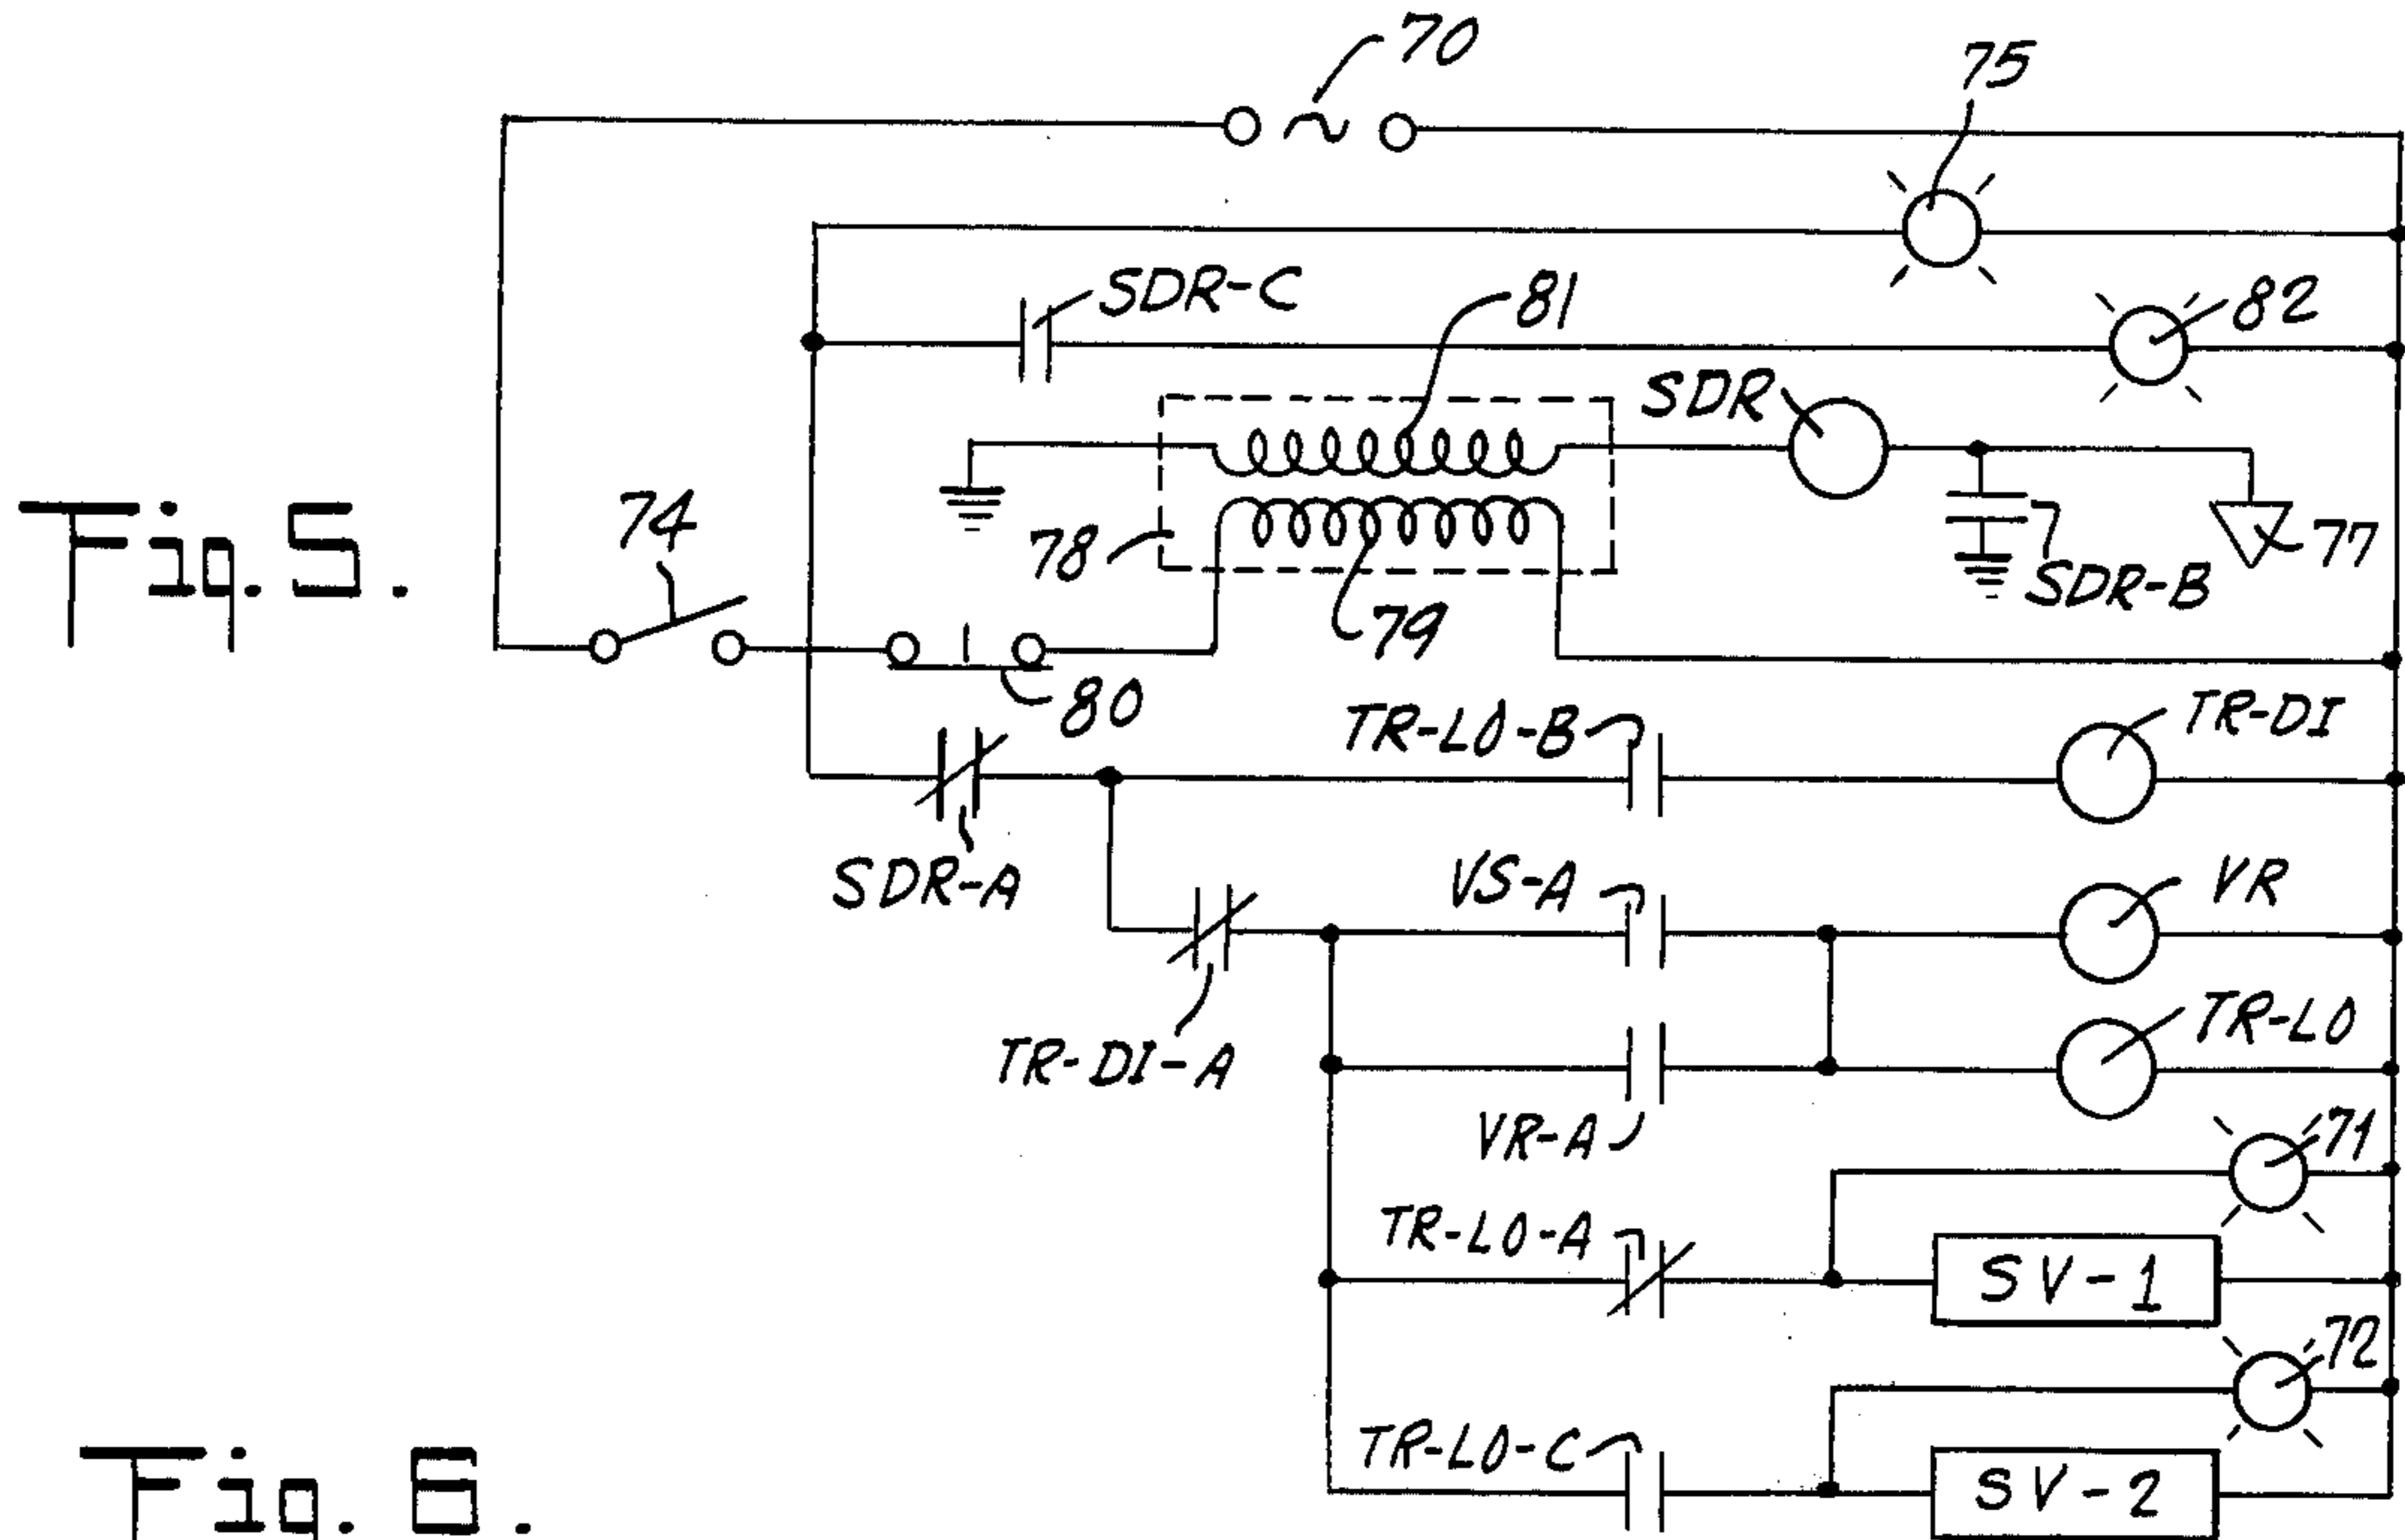 70
75
SDR-C
81
82
SDR
Fig. 5.
74
78
79
77
SDR-B
80
TR-LO-B
TR-DI
SDR-A
VS-A
VR
TR-DI-A
TR-LO
VR-A
71
TR-LO-A
SV-1
72
TR-LO-C
SV-2
Fig. 6.